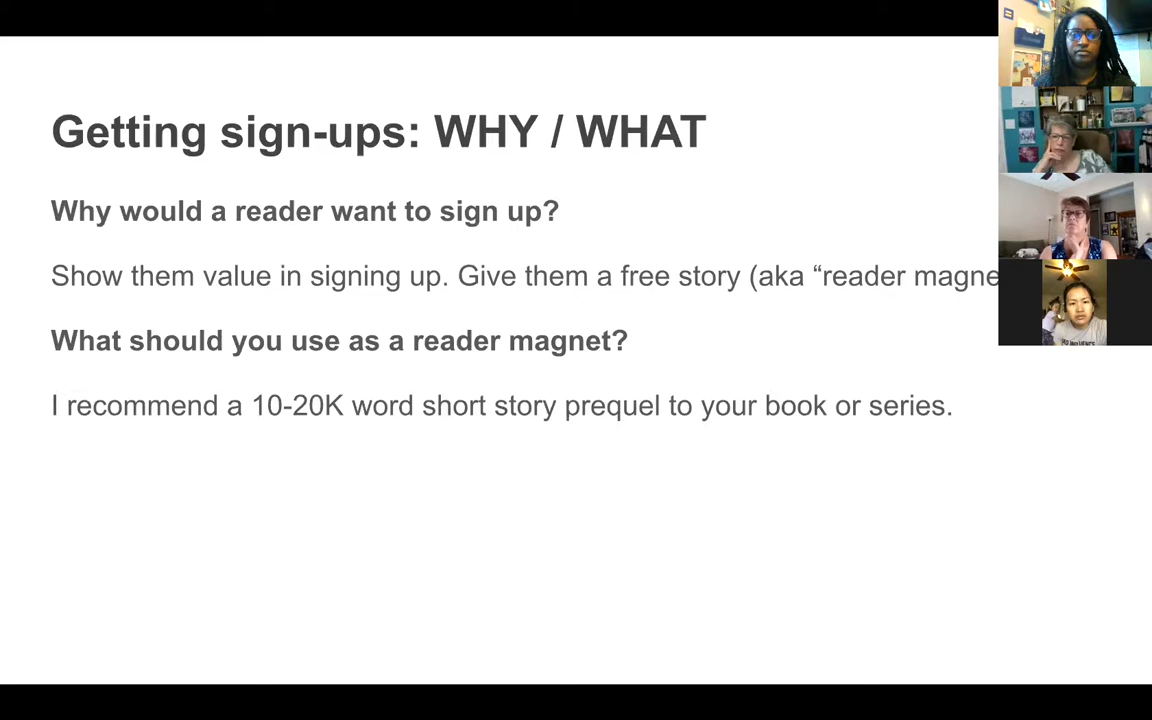 Getting sign-ups: WHY / WHAT
Why would a reader want to sign up?
Show them value in signing up. Give them a free story (aka “reader magne
What should you use as a reader magnet?
I recommend a 10-20K word short story prequel to your book or series.